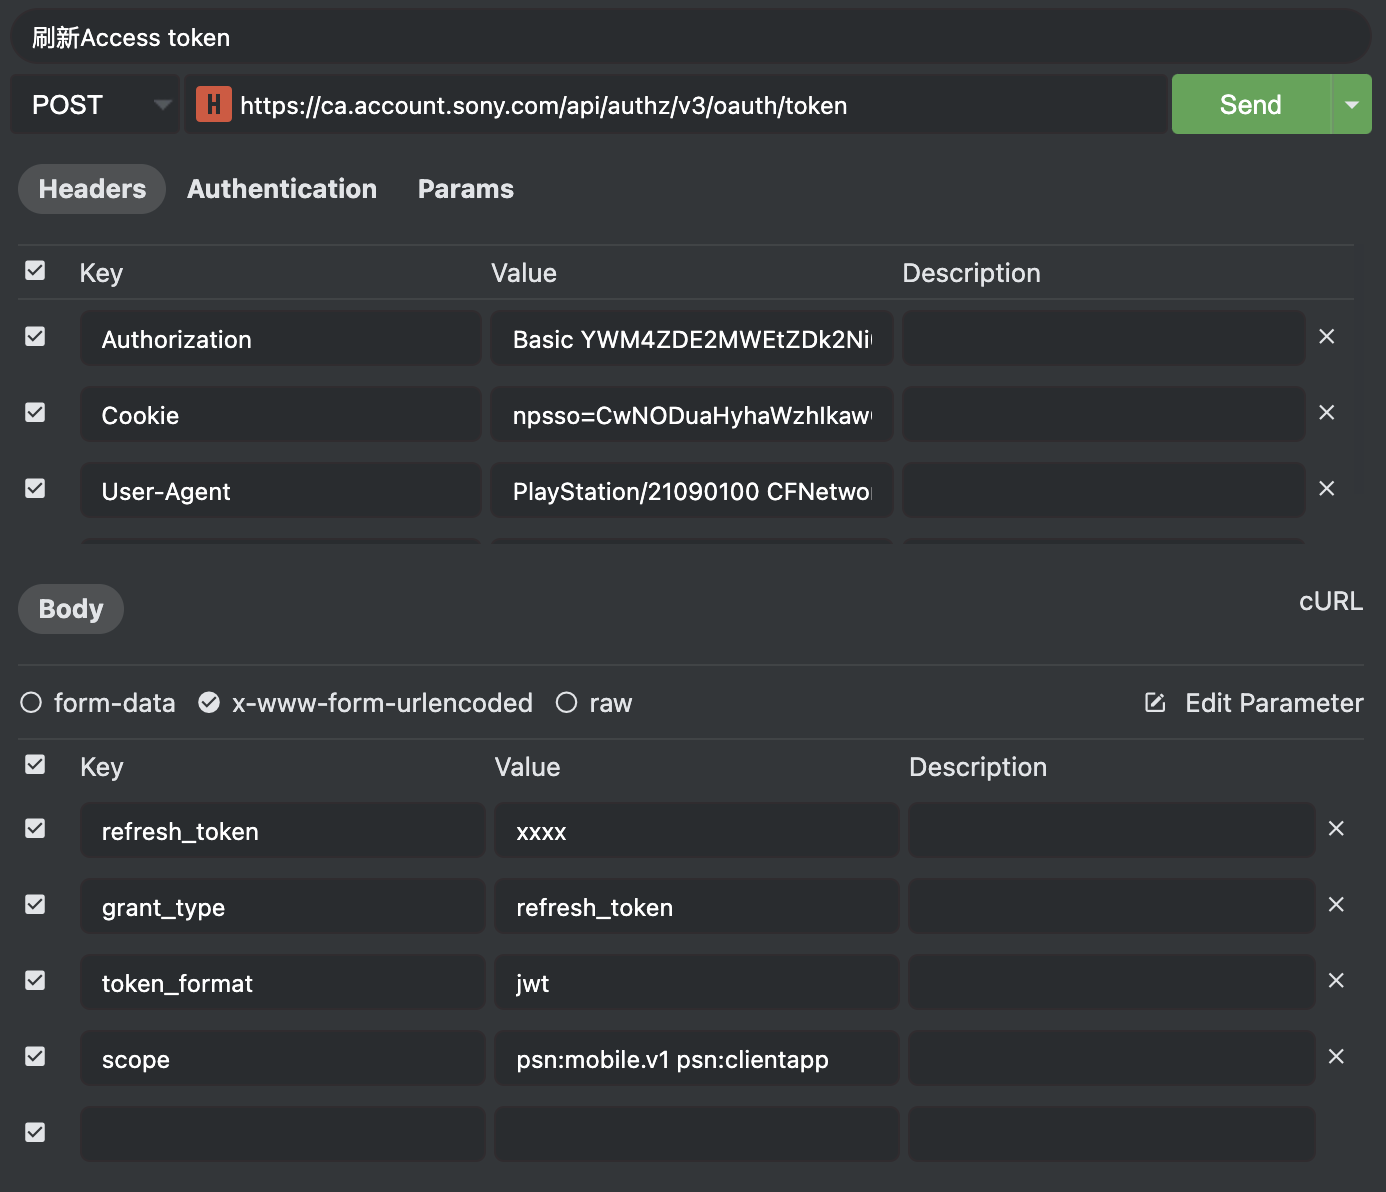 刷新Access token
POST
H https://ca.account.sony.com/api/authz/v3/oauth/token
Send
Headers Authentication Params
Key Value Description
Authorization Basic YWM4ZDE2MWEtZDk2Ni
Cookie npsso=CwNODuaHyhaWzhIkaw
User-Agent PlayStation/21090100 CFNetwo
Body cURL
form-data x-www-form-urlencoded raw Edit Parameter
Key Value Description
refresh_token xxxx
grant_type refresh_token
token_format jwt
scope psn:mobile.v1 psn:clientapp